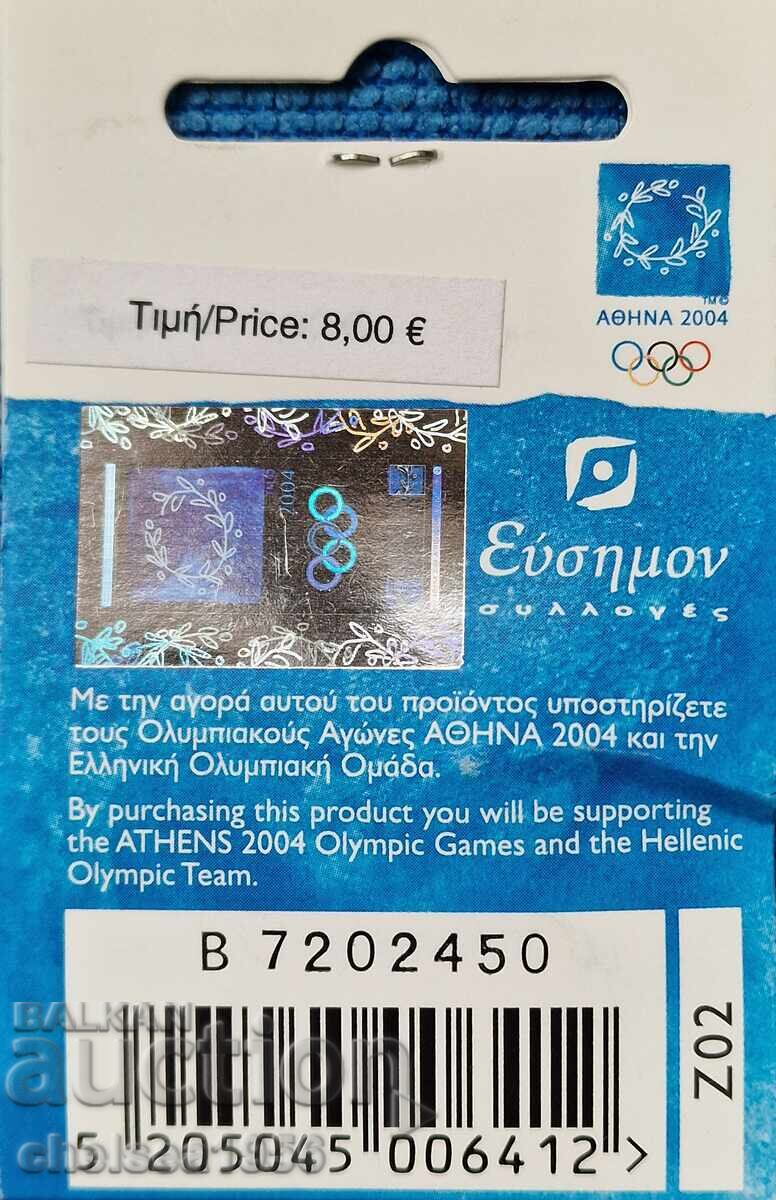 Τιμή/Price: 8,00 €
TM©
ΑΘΗΝΑ 2004
2004
Εύσημον
συλλογές
Με την αγορά αυτού του προϊόντος υποστηρίζετε
τους Ολυμπιακούς Αγώνες ΑΘΗΝΑ 2004 και την
Ελληνική Ολυμπιακή Ομάδα.
By purchasing this product you will be supporting
the ATHENS 2004 Olympic Games and the Hellenic
Olympic Team.
B 7202450
Z02
5 205045 006412 >
BALKAN
auction
chelsea1956